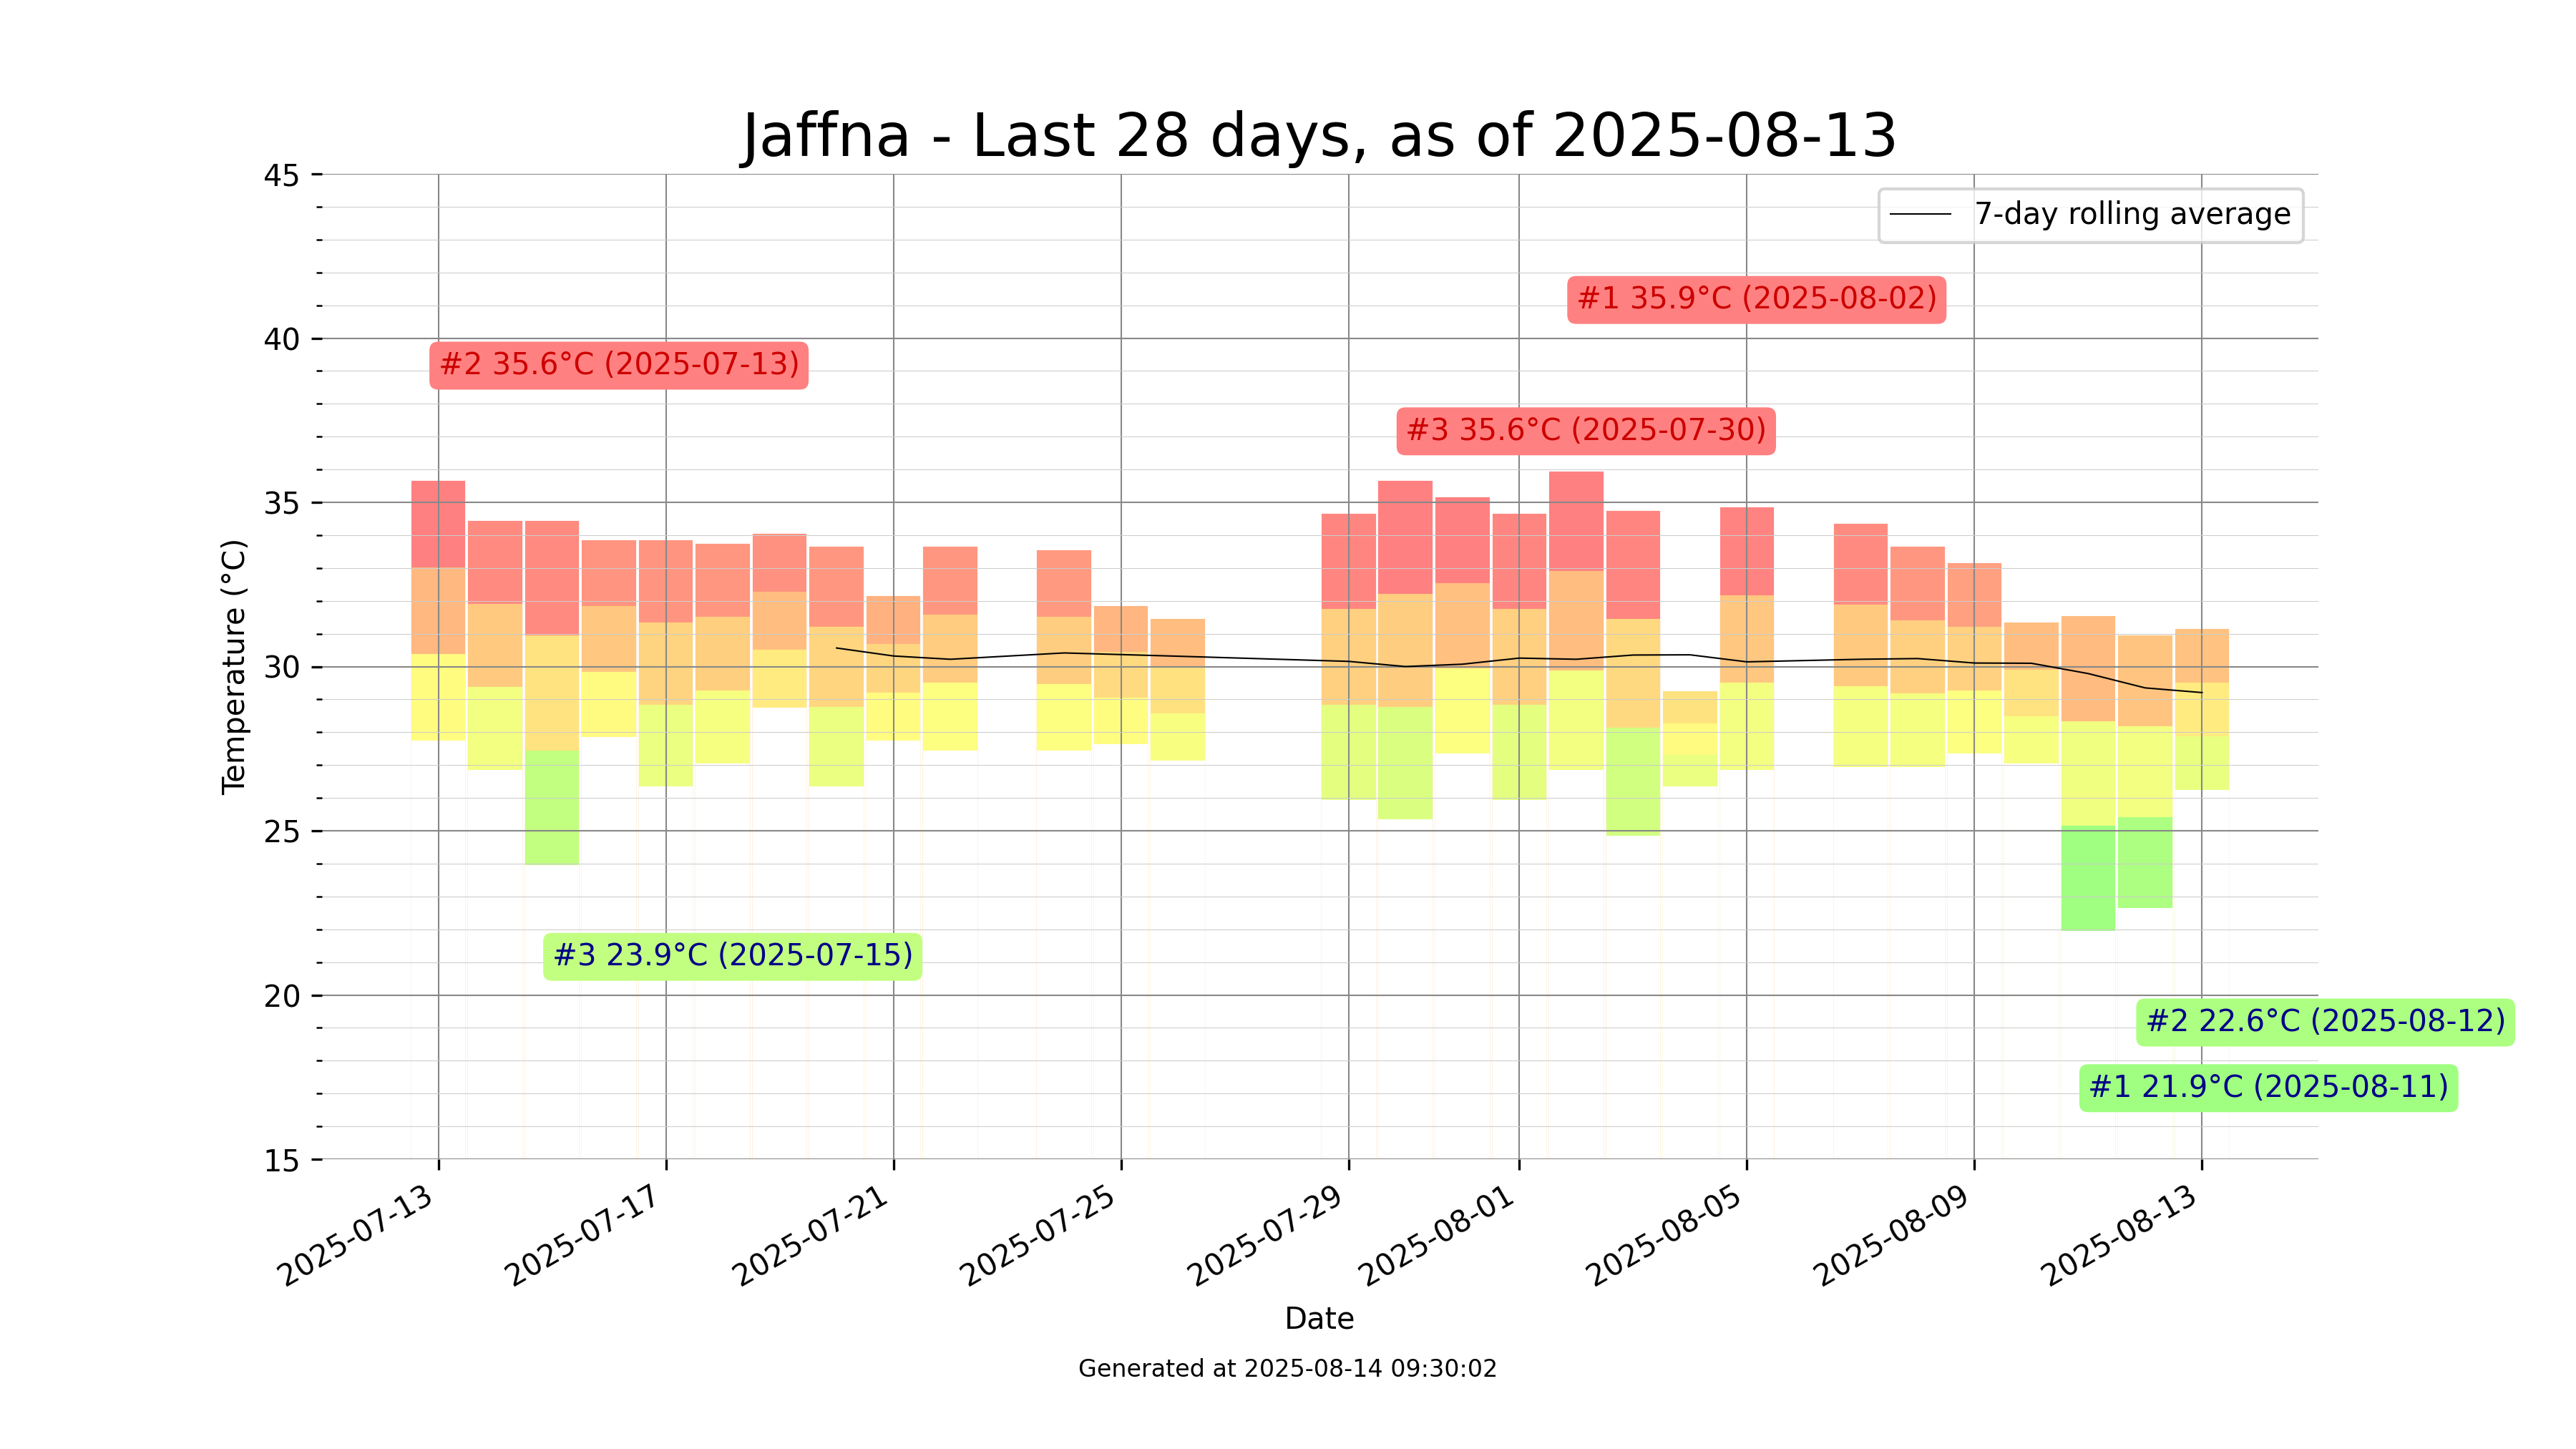 Jaffna - Last 28 days, as of 2025-08-13
45
7-day rolling average
#1 35.9°C (2025-08-02)
40
#2 35.6°C (2025-07-13)
#3 35.6°C (2025-07-30)
35
Temperature (°C)
30
25
#3 23.9°C (2025-07-15)
20
#2 22.6°C (2025-08-12)
#1 21.9°C (2025-08-11)
15
2025-07-13
2025-07-17
2025-07-21
2025-07-25
2025-07-29
2025-08-01
2025-08-05
2025-08-09
2025-08-13
Date
Generated at 2025-08-14 09:30:02